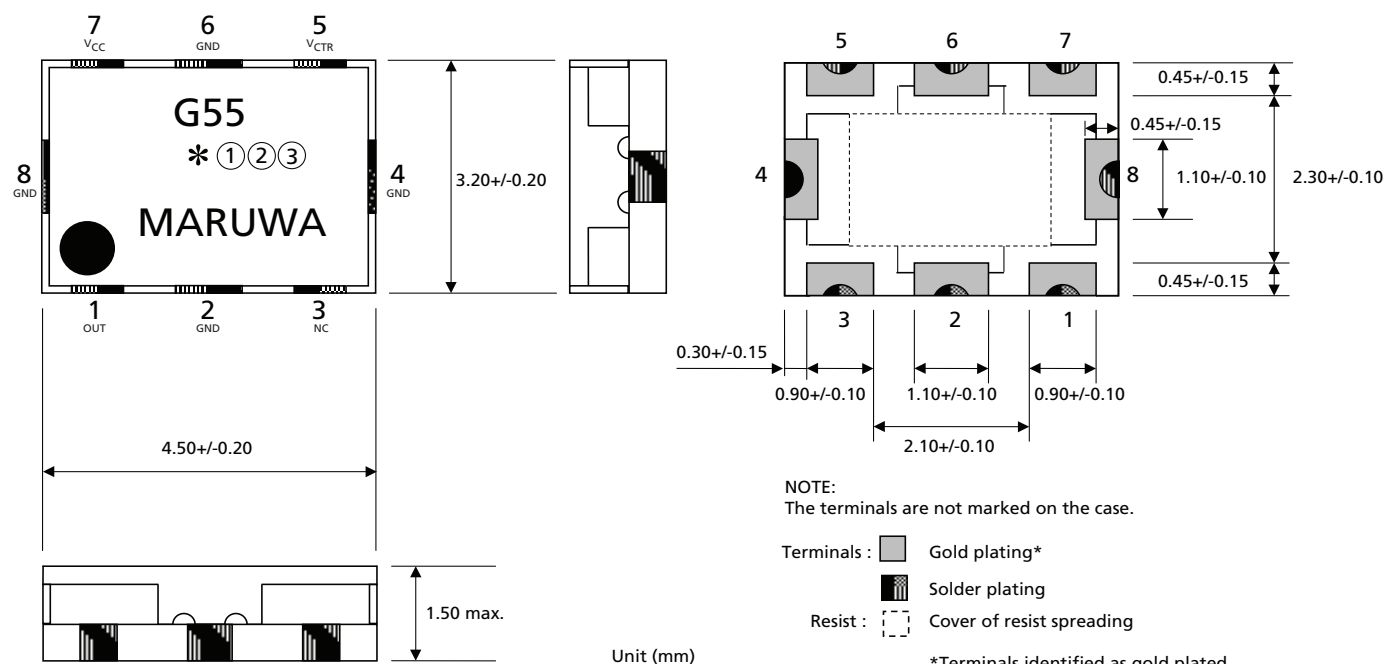 7 6 5
VCC GND VCTR
G55
*①②③
8 4
GND GND
MARUWA
1 2 3
OUT GND NC
3.20+/-0.20
4.50+/-0.20
1.50 max.
Unit (mm)
5 6 7
0.45+/-0.15
0.45+/-0.15
4 8 1.10+/-0.10 2.30+/-0.10
0.45+/-0.15
3 2 1
0.30+/-0.15
0.90+/-0.10 1.10+/-0.10 0.90+/-0.10
2.10+/-0.10
NOTE:
The terminals are not marked on the case.
Terminals : Gold plating*
Solder plating
Resist : Cover of resist spreading
*Terminals identified as gold plated